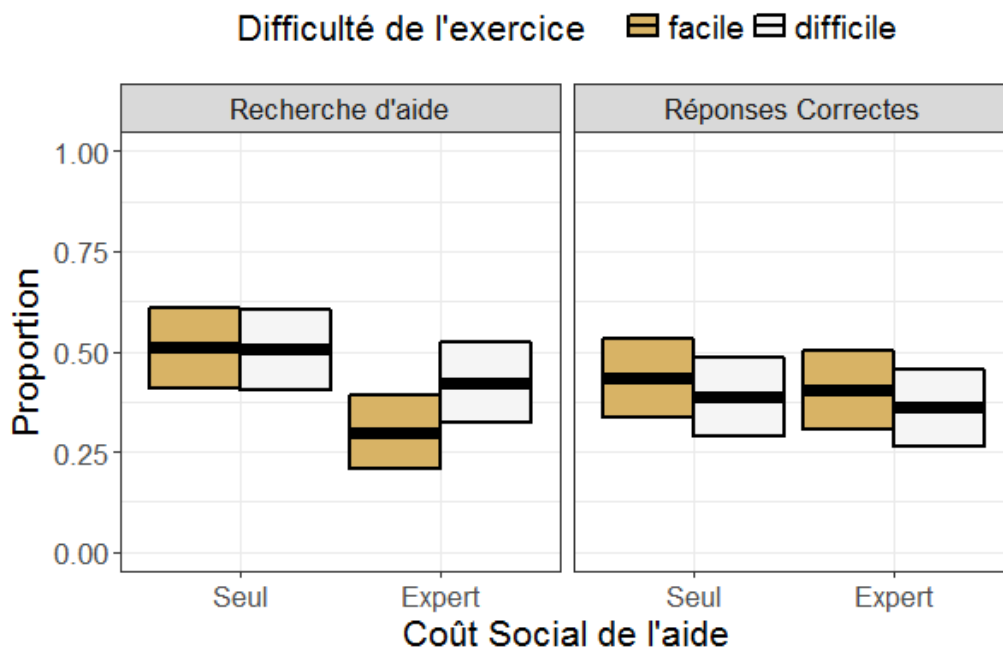 Difficulté de l'exercice facile difficile
Recherche d'aide Réponses Correctes
Proportion
1.00
0.75
0.50
0.25
0.00
Seul Expert Seul Expert
Coût Social de l'aide